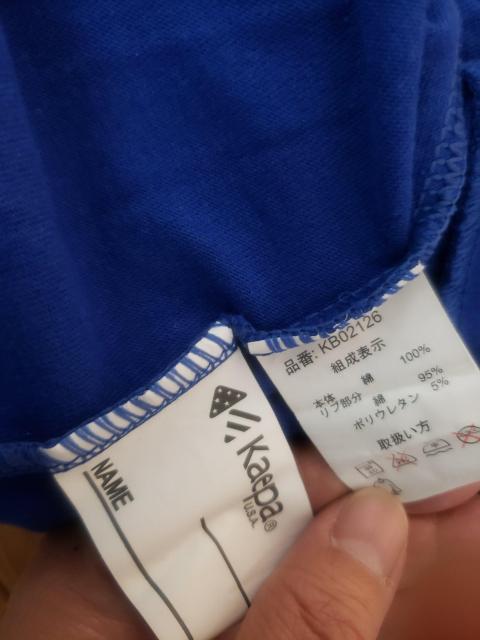 Kaepa®
U.S.A.
NAME
品番: KB02126
組成表示
本体 綿 100%
リブ部分 綿 95%
ポリウレタン 5%
取扱い方